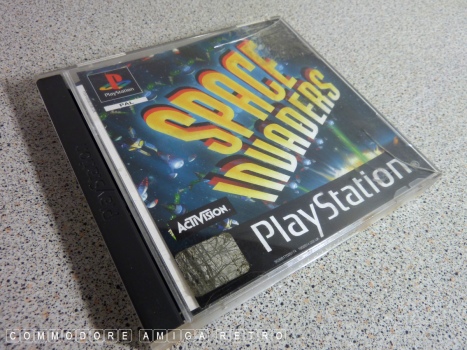 PlayStation
PAL
SPACE
INVADERS
ACTIVISION
PlayStation
COMMODORE AMIGA RETRO